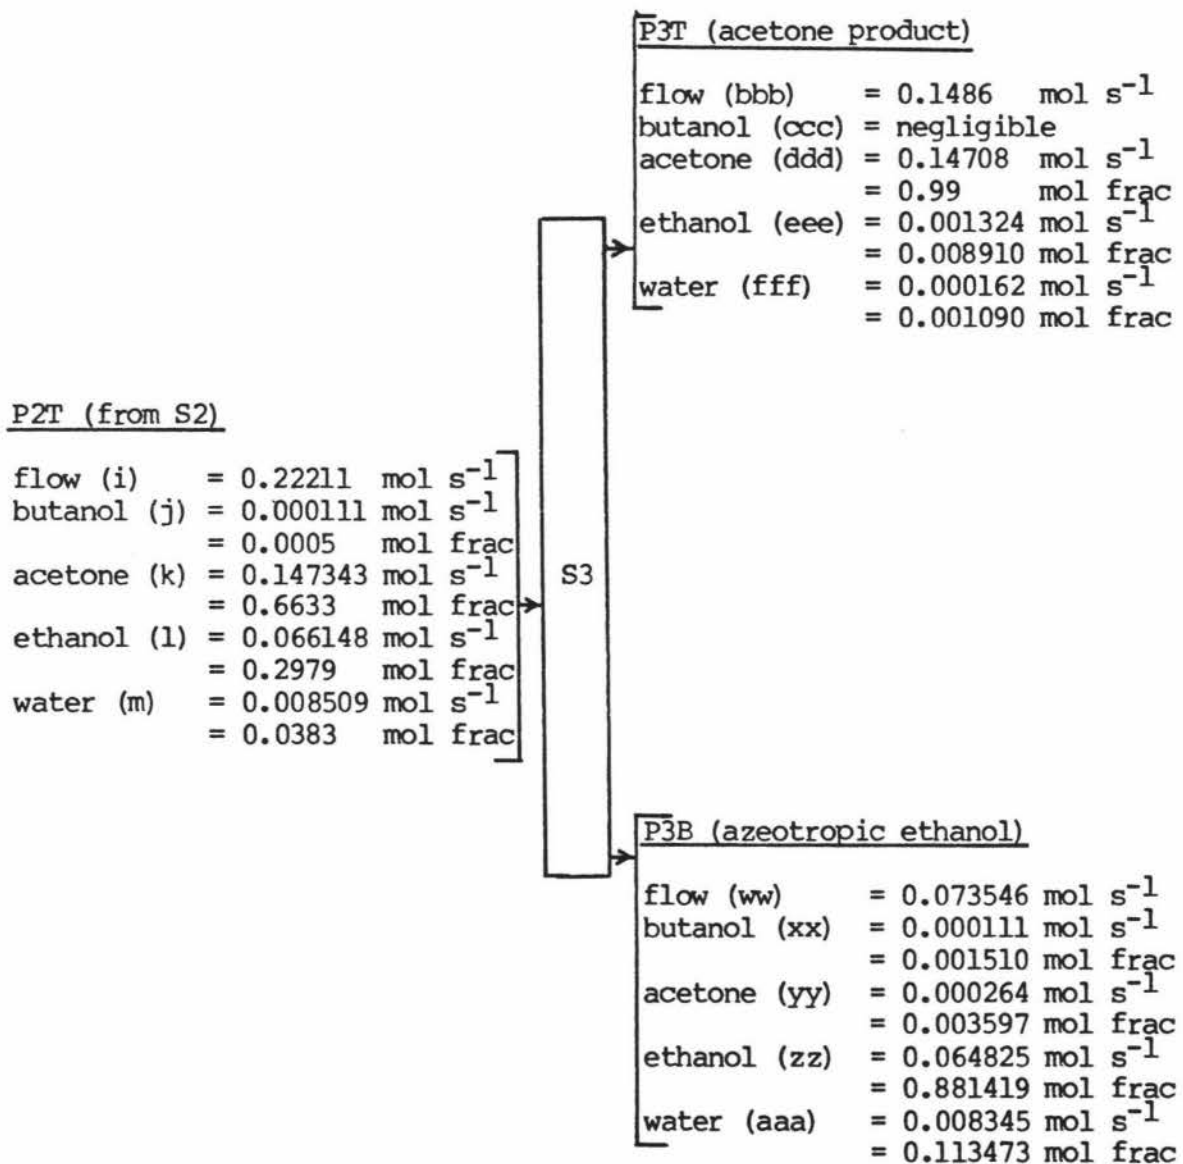 P3T (acetone product)
flow (bbb) = 0.1486 mol s⁻¹
butanol (ccc) = negligible
acetone (ddd) = 0.14708 mol s⁻¹
= 0.99 mol frac
ethanol (eee) = 0.001324 mol s⁻¹
= 0.008910 mol frac
water (fff) = 0.000162 mol s⁻¹
= 0.001090 mol frac
P2T (from S2)
flow (i) = 0.22211 mol s⁻¹
butanol (j) = 0.000111 mol s⁻¹
= 0.0005 mol frac
acetone (k) = 0.147343 mol s⁻¹
= 0.6633 mol frac
ethanol (l) = 0.066148 mol s⁻¹
= 0.2979 mol frac
water (m) = 0.008509 mol s⁻¹
= 0.0383 mol frac
S3
P3B (azeotropic ethanol)
flow (ww) = 0.073546 mol s⁻¹
butanol (xx) = 0.000111 mol s⁻¹
= 0.001510 mol frac
acetone (yy) = 0.000264 mol s⁻¹
= 0.003597 mol frac
ethanol (zz) = 0.064825 mol s⁻¹
= 0.881419 mol frac
water (aaa) = 0.008345 mol s⁻¹
= 0.113473 mol frac